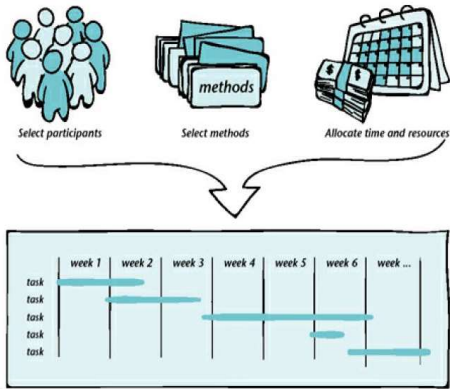 methods
$ $
Select participants
Select methods
Allocate time and resources
week 1 week 2 week 3 week 4 week 5 week 6 week ...
task
task
task
task
task